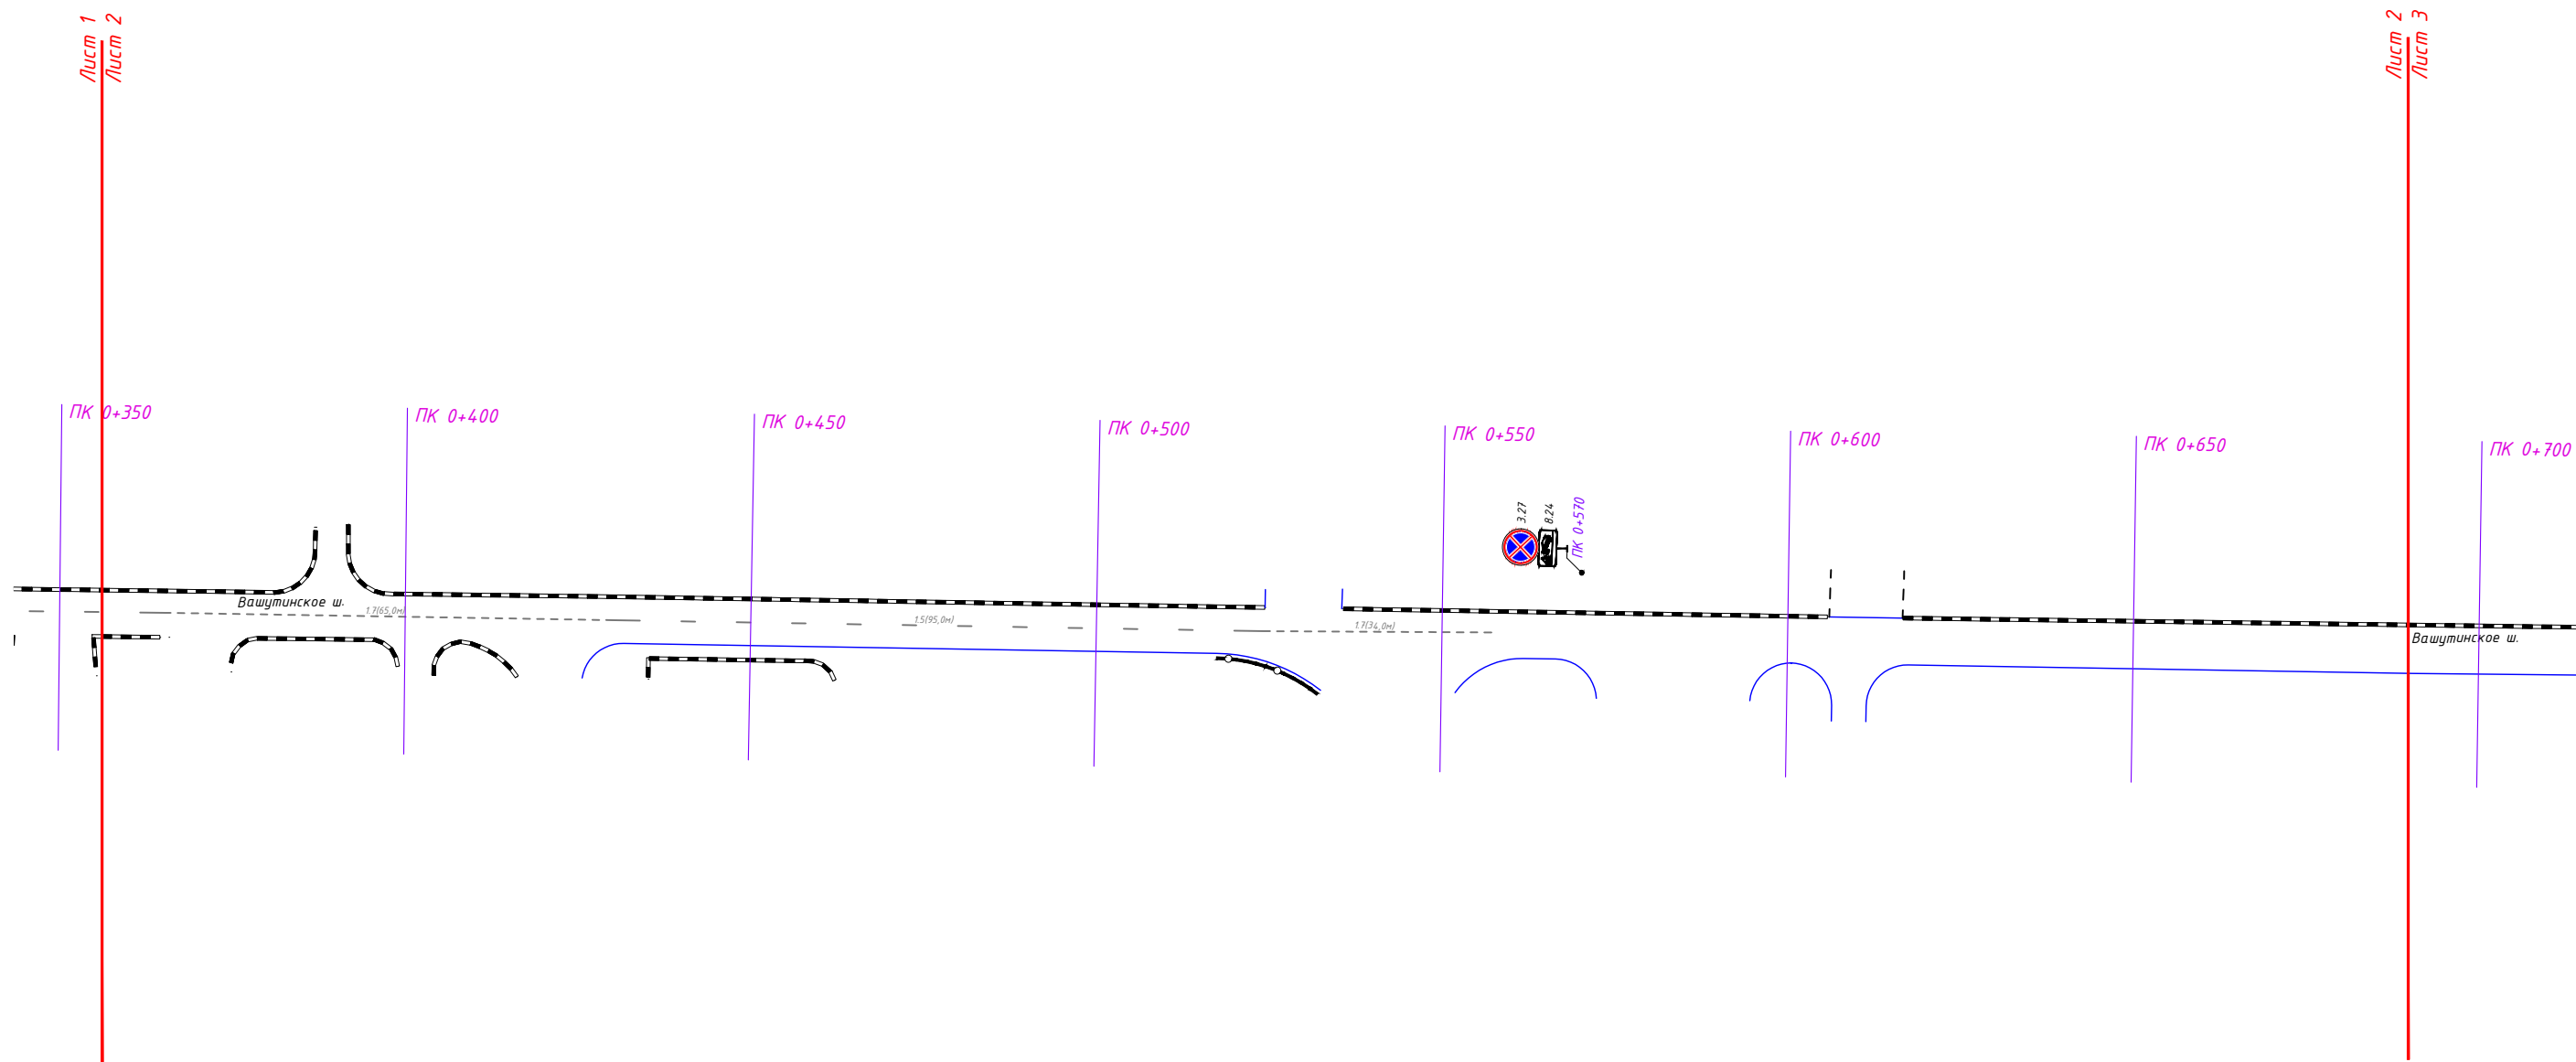 Лист 1
Лист 2
Лист 2
Лист 3
ПК 0+350
ПК 0+400
ПК 0+450
ПК 0+500
ПК 0+550
ПК 0+600
ПК 0+650
ПК 0+700
3.27
8.24
ПК 0+570
Вашутинское ш.
1.7(65,0м)
1.5(95,0м)
1.7(34,0м)
Вашутинское ш.